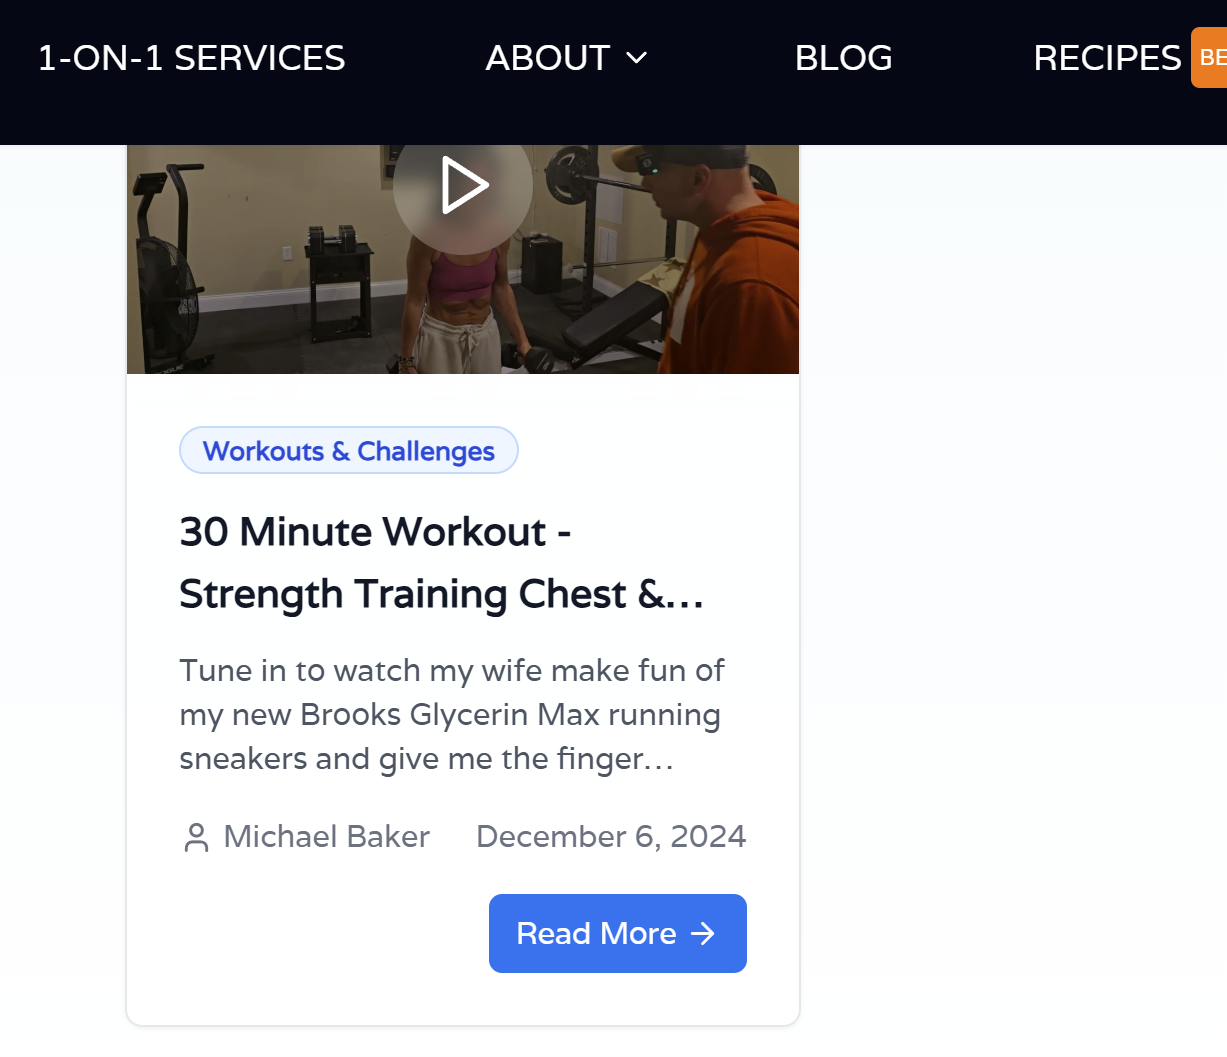 1-ON-1 SERVICES ABOUT BLOG RECIPES BE
Workouts & Challenges
30 Minute Workout -
Strength Training Chest &...
Tune in to watch my wife make fun of
my new Brooks Glycerin Max running
sneakers and give me the finger...
Michael Baker December 6, 2024
Read More →